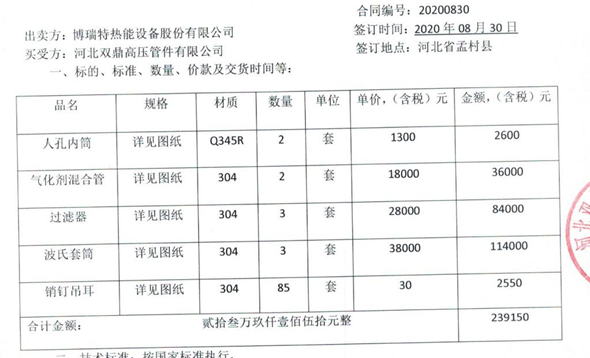 合同编号：20200830
出卖方：博瑞特热能设备股份有限公司
签订时间：2020 年 08 月 30 日
买受方：河北双鼎高压管件有限公司
签订地点：河北省孟村县
一、标的、标准、数量、价款及交货时间等：
品名 规格 材质 数量 单位 单价，（含税）元 金额，（含税）元
人孔内筒 详见图纸 Q345R 2 套 1300 2600
气化剂混合管 详见图纸 304 2 套 18000 36000
过滤器 详见图纸 304 3 套 28000 84000
波氏套筒 详见图纸 304 3 套 38000 114000
销钉吊耳 详见图纸 304 85 套 30 2550
合计金额： 贰拾叁万玖仟壹佰伍拾元整 239150
二、技术标准：按国家标准执行。
河北双